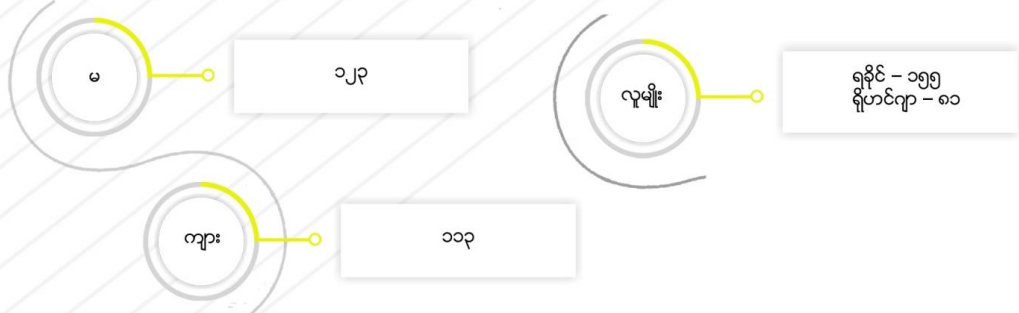 မ
၁၂၃
ကျား
၁၁၃
လူမျိုး
ရခိုင် – ၁၅၅
ရိုဟင်ဂျာ – ၈၁